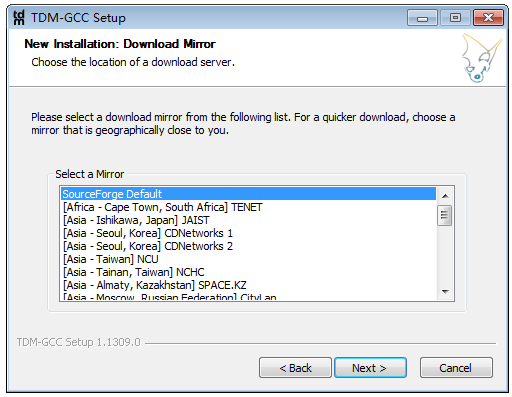 TDM-GCC Setup
New Installation: Download Mirror
Choose the location of a download server.
Please select a download mirror from the following list. For a quicker download, choose a
mirror that is geographically close to you.
Select a Mirror
SourceForge Default
[Africa - Cape Town, South Africa] TENET
[Asia - Ishikawa, Japan] JAIST
[Asia - Seoul, Korea] CDNetworks 1
[Asia - Seoul, Korea] CDNetworks 2
[Asia - Taiwan] NCU
[Asia - Tainan, Taiwan] NCHC
[Asia - Almaty, Kazakhstan] SPACE.KZ
[Asia - Moscow, Russian Federation] CityLan
TDM-GCC Setup 1.1309.0
< Back
Next >
Cancel